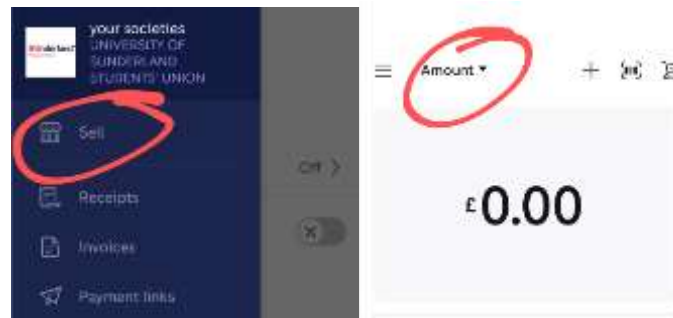 your societies
UNIVERSITY OF
SUNDERLAND
STUDENTS' UNION
Sell
Off
Receipts
Invoices
Payment links
Amount
£0.00